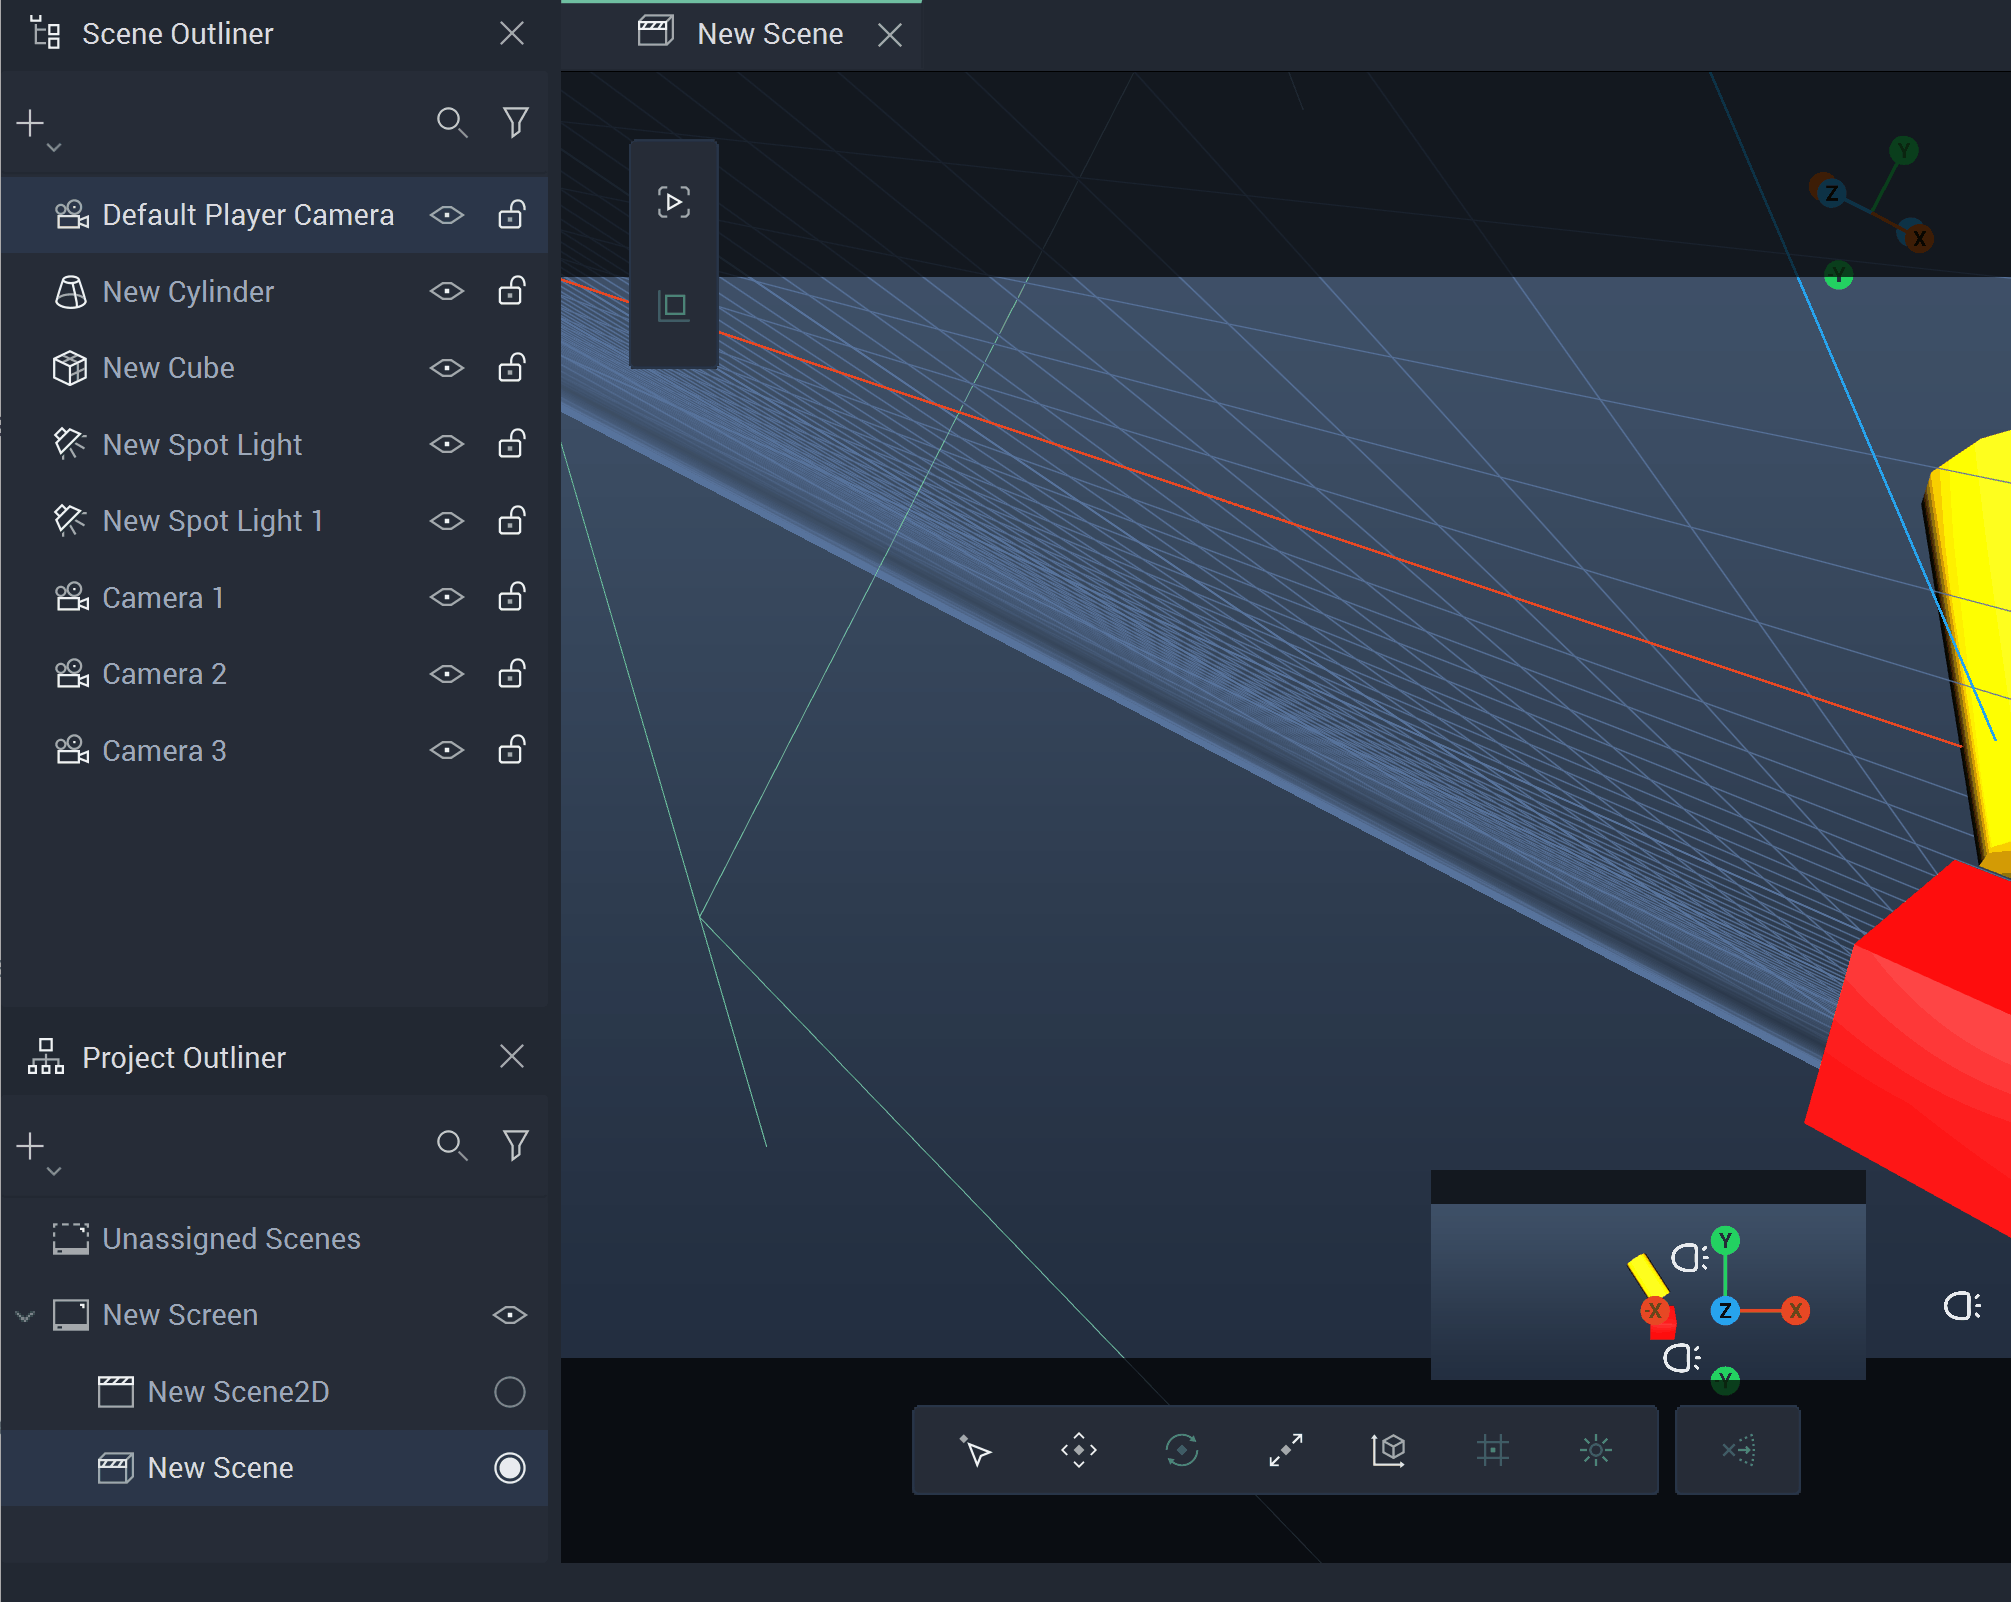 Scene Outliner
New Scene
Default Player Camera
New Cylinder
New Cube
New Spot Light
New Spot Light 1
Camera 1
Camera 2
Camera 3
Project Outliner
Unassigned Scenes
New Screen
New Scene2D
New Scene
Y
Z
X
-Y
Y
-X
Z
X
-Y